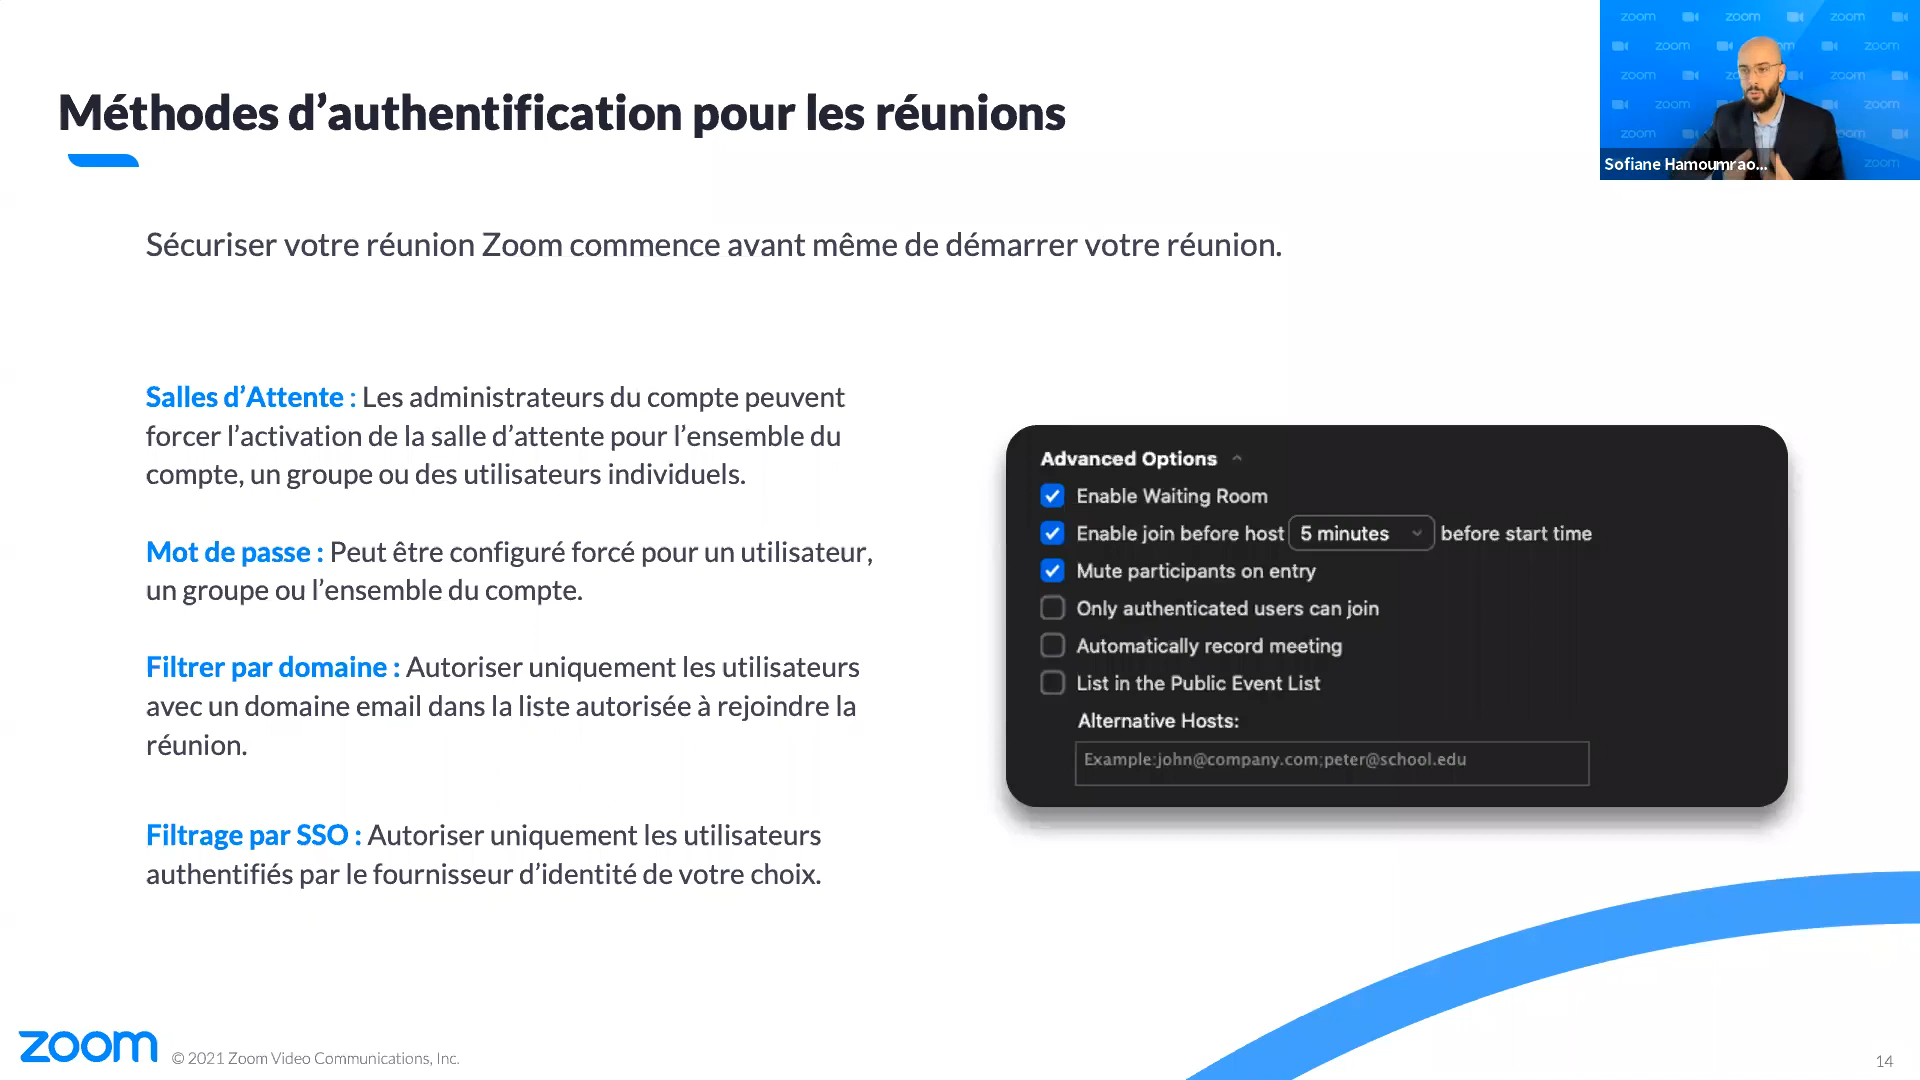 Méthodes d’authentification pour les réunions
Sofiane Hamoumrao...
Sécuriser votre réunion Zoom commence avant même de démarrer votre réunion.
Salles d’Attente : Les administrateurs du compte peuvent
forcer l’activation de la salle d’attente pour l’ensemble du
compte, un groupe ou des utilisateurs individuels.
Mot de passe : Peut être configuré forcé pour un utilisateur,
un groupe ou l’ensemble du compte.
Filtrer par domaine : Autoriser uniquement les utilisateurs
avec un domaine email dans la liste autorisée à rejoindre la
réunion.
Filtrage par SSO : Autoriser uniquement les utilisateurs
authentifiés par le fournisseur d’identité de votre choix.
Advanced Options
Enable Waiting Room
Enable join before host 5 minutes before start time
Mute participants on entry
Only authenticated users can join
Automatically record meeting
List in the Public Event List
Alternative Hosts:
Example:john@company.com;peter@school.edu
zoom © 2021 Zoom Video Communications, Inc.
14